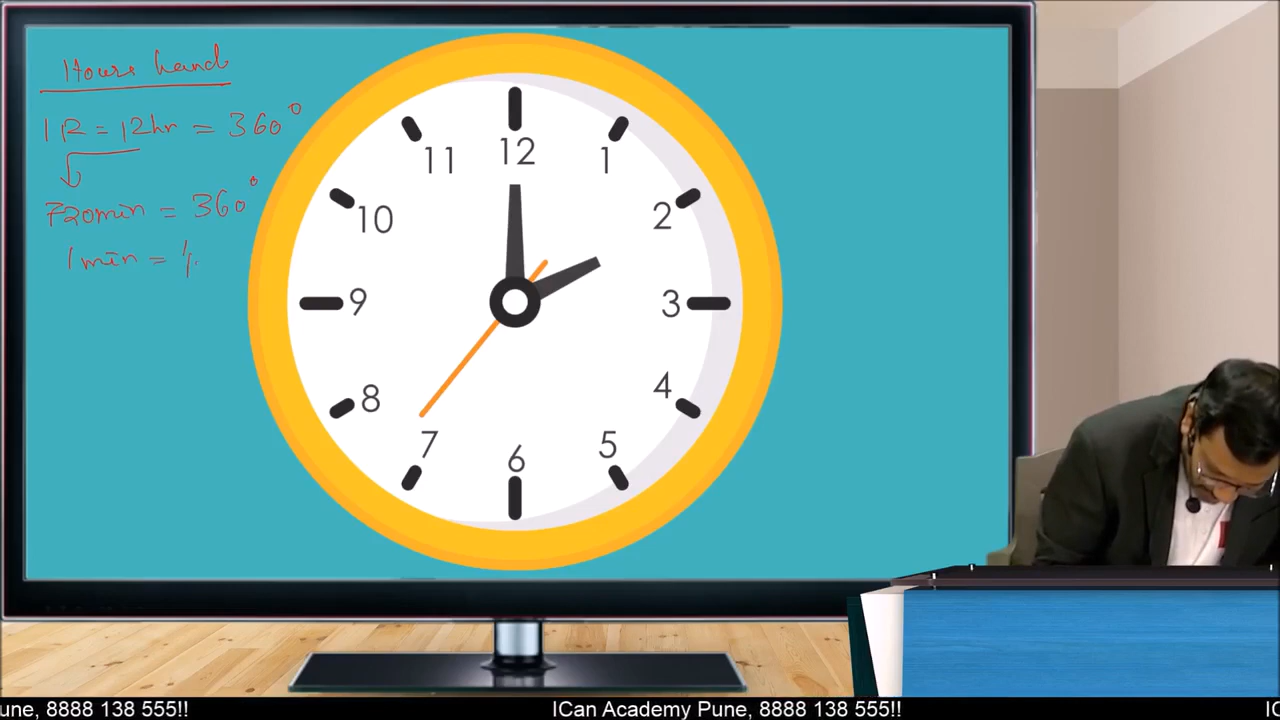 Hours hand
1R = 12hr = 360°
720min = 360°
1min = 1/
12
11
1
10
2
9
3
8
4
7
5
6
une, 8888 138 555!!
ICan Academy Pune, 8888 138 555!!
IC